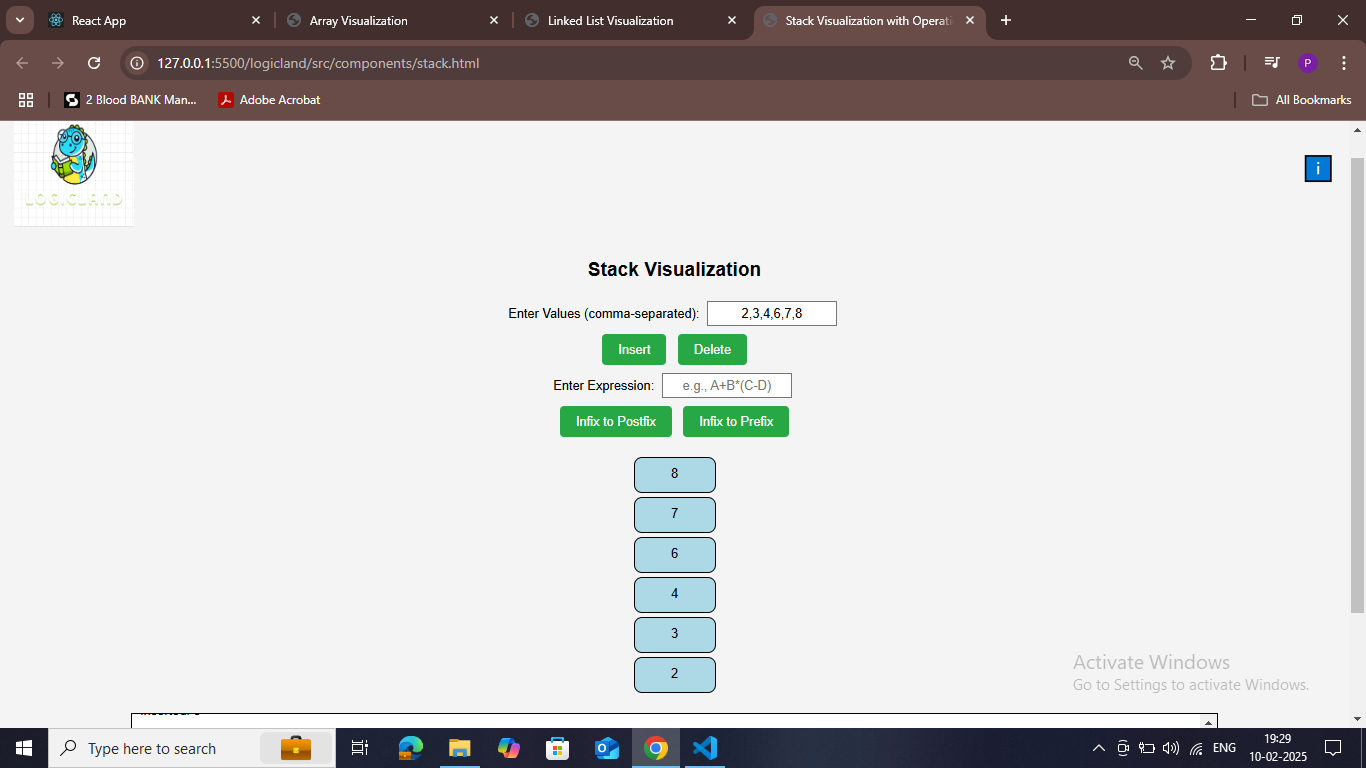 React App
Array Visualization
Linked List Visualization
Stack Visualization with Operati
127.0.0.1:5500/logicland/src/components/stack.html
P
2 Blood BANK Man...
Adobe Acrobat
All Bookmarks
LOGICLAND
i
Stack Visualization
Enter Values (comma-separated): 2,3,4,6,7,8
Insert Delete
Enter Expression: e.g., A+B*(C-D)
Infix to Postfix Infix to Prefix
8
7
6
4
3
2
Activate Windows
Go to Settings to activate Windows.
Type here to search
ENG
19:29
10-02-2025